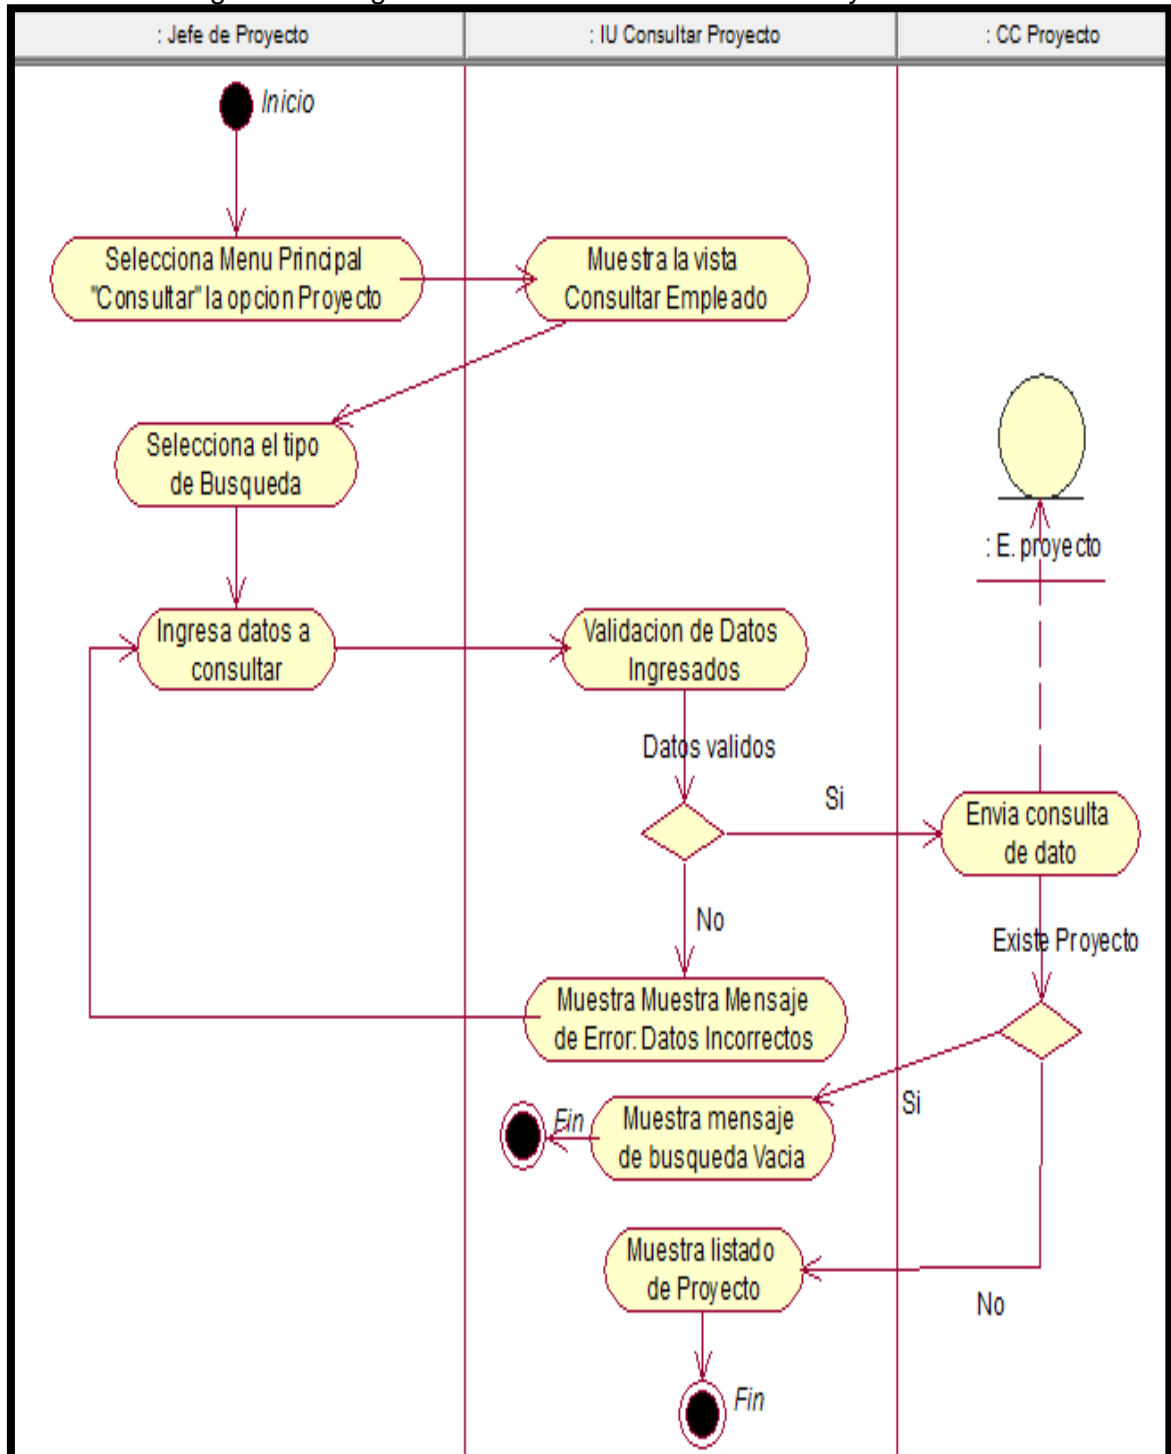 : Jefe de Proyecto
: IU Consultar Proyecto
: CC Proyecto
Inicio
Selecciona Menu Principal
"Consultar" la opcion Proyecto
Muestra la vista
Consultar Empleado
Selecciona el tipo
de Busqueda
: E. proyecto
Ingresa datos a
consultar
Validacion de Datos
Ingresados
Datos validos
Si
Envia consulta
de dato
No
Existe Proyecto
Muestra Muestra Mensaje
de Error: Datos Incorrectos
Si
Fin
Muestra mensaje
de busqueda Vacia
Muestra listado
de Proyecto
No
Fin